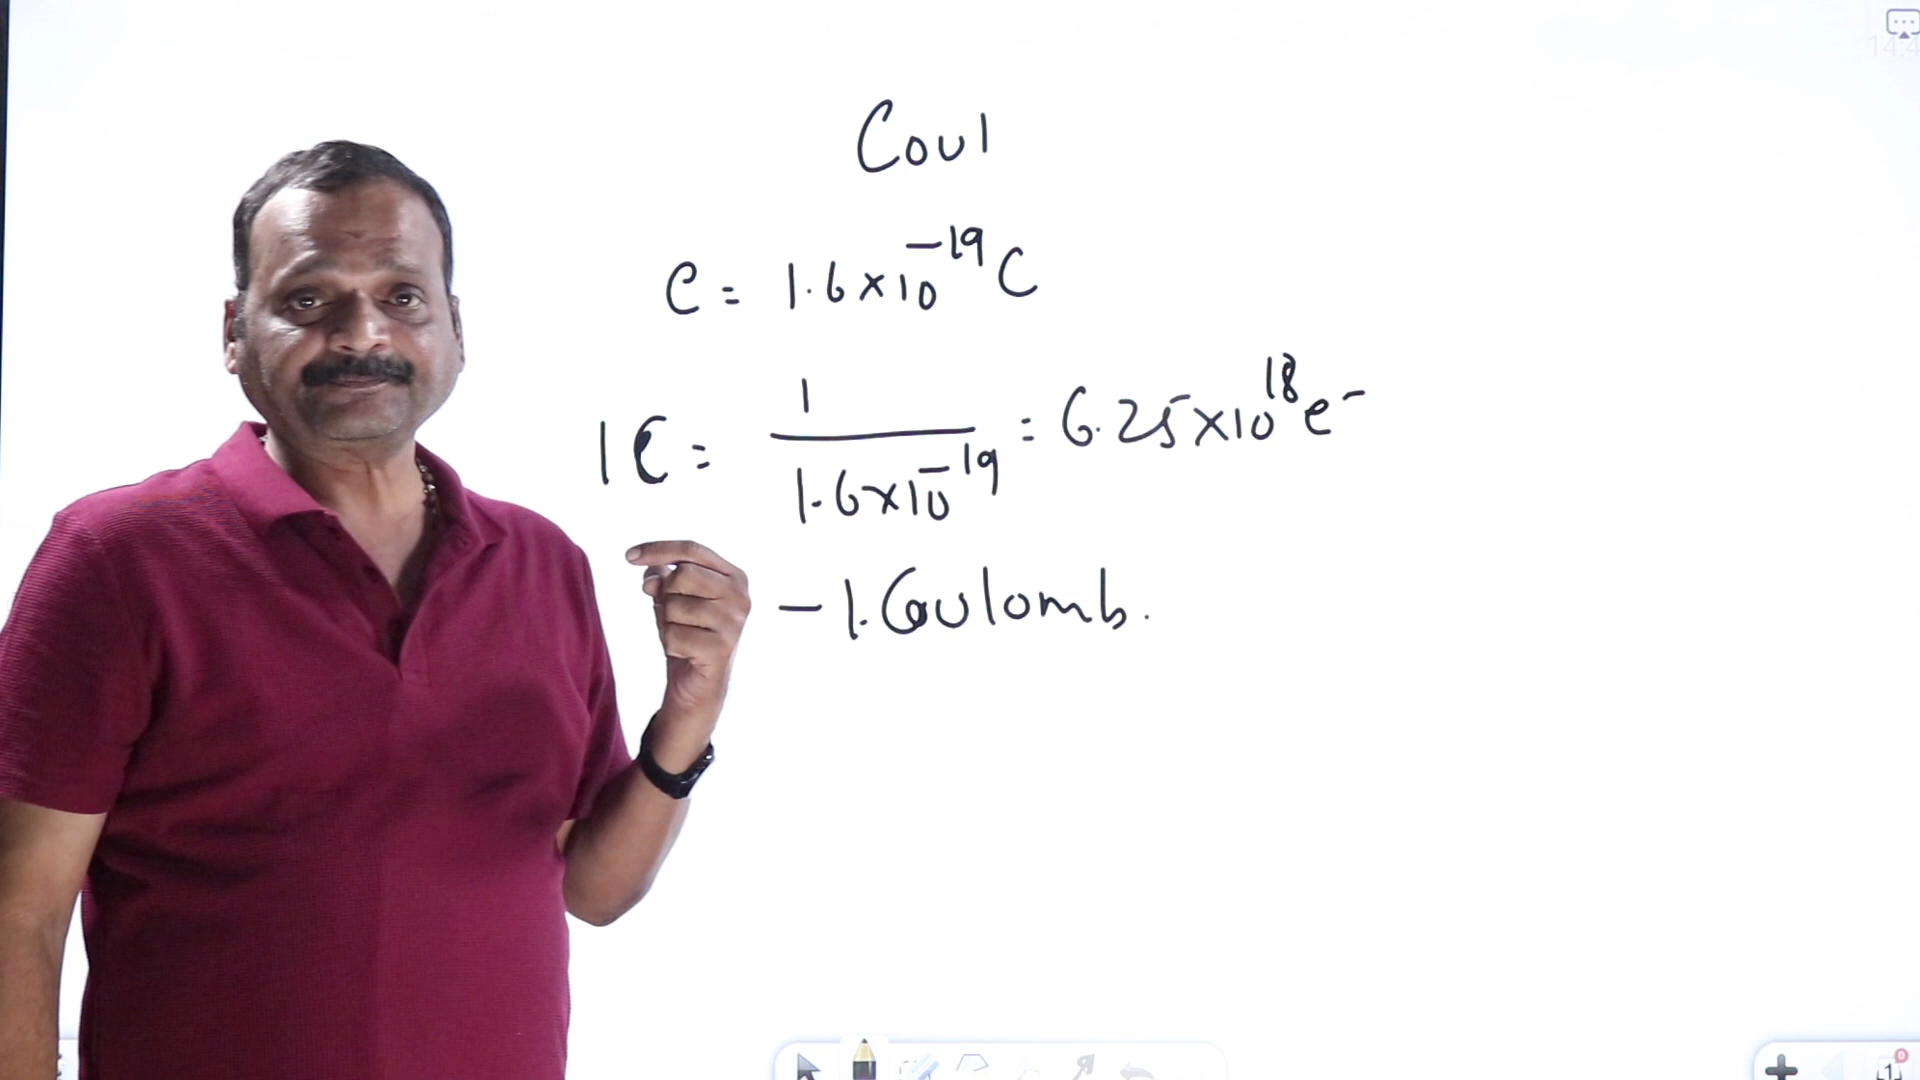 Coul
e = 1.6×10⁻¹⁹ C
1C = 1 / 1.6×10⁻¹⁹ = 6.25×10¹⁸ e⁻
– 1. Coulomb.